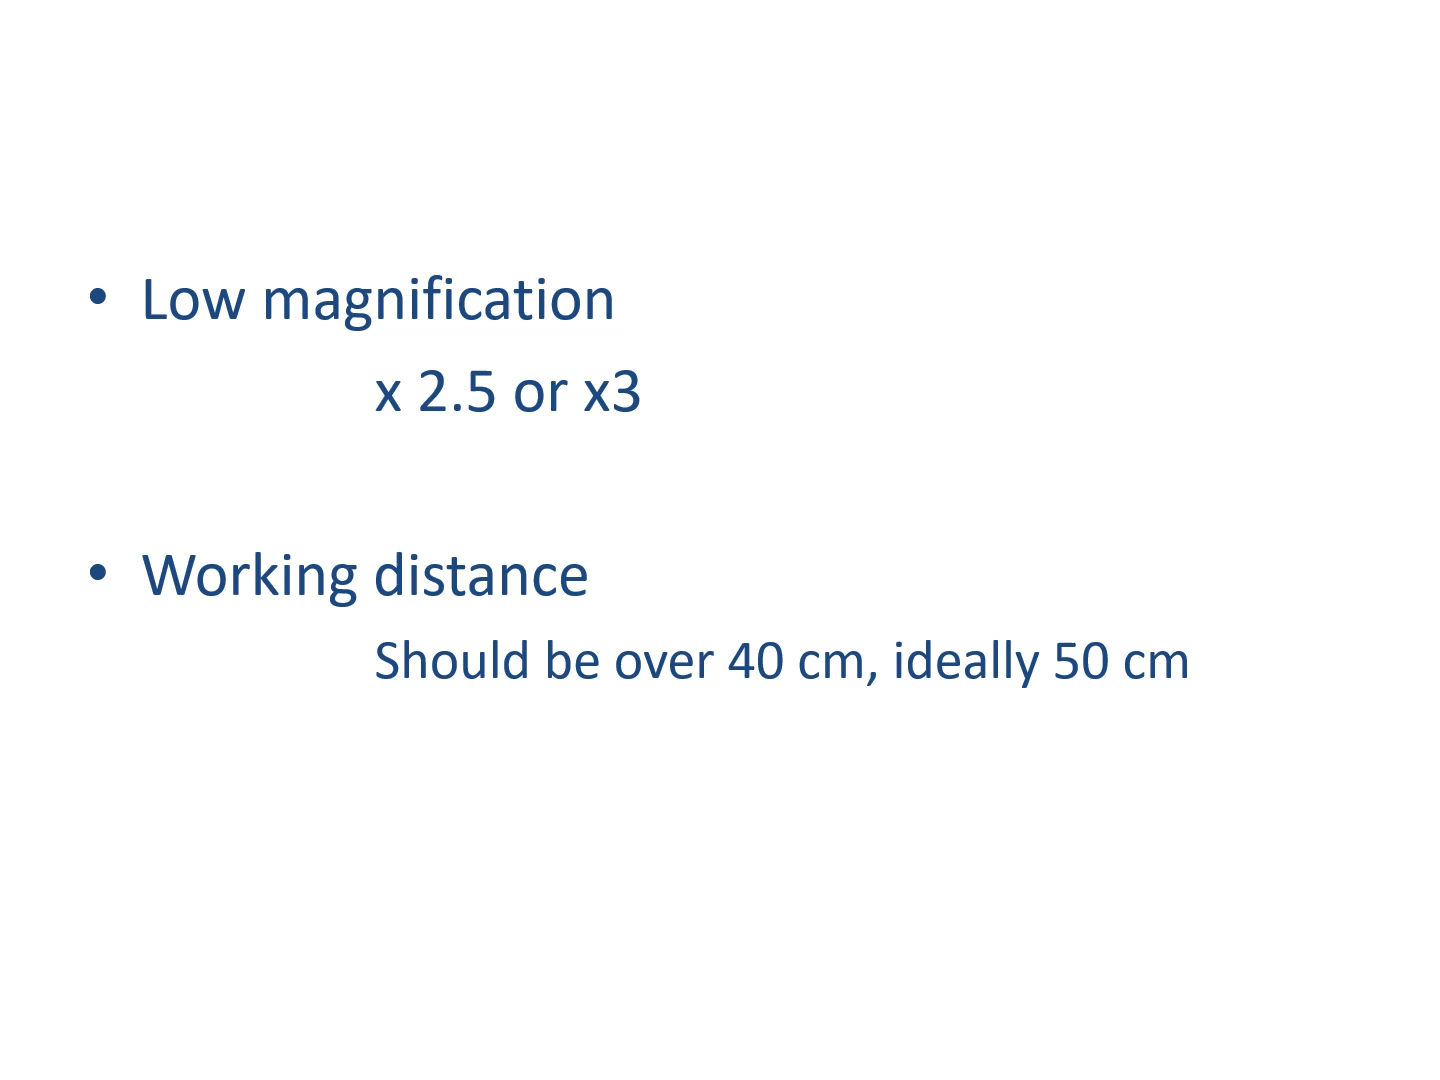 • Low magnification
x 2.5 or x3
• Working distance
Should be over 40 cm, ideally 50 cm